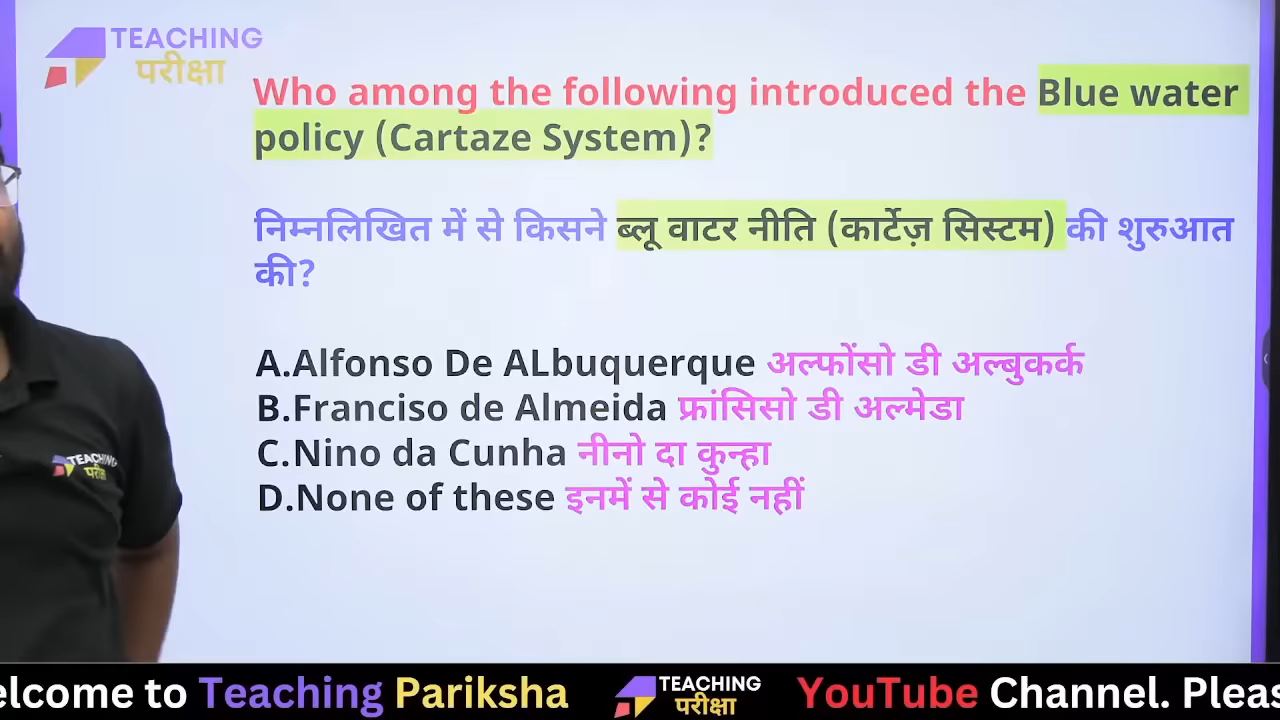 TEACHING
परीक्षा
Who among the following introduced the Blue water
policy (Cartaze System)?
निम्नलिखित में से किसने ब्लू वाटर नीति (कार्टेज़ सिस्टम) की शुरुआत
की?
A.Alfonso De ALbuquerque अल्फोंसो डी अल्बुकर्क
B.Franciso de Almeida फ्रांसिसो डी अल्मेडा
C.Nino da Cunha नीनो दा कुन्हा
D.None of these इनमें से कोई नहीं
TEACHING
परीक्षा
elcome to Teaching Pariksha TEACHING परीक्षा YouTube Channel. Pleas